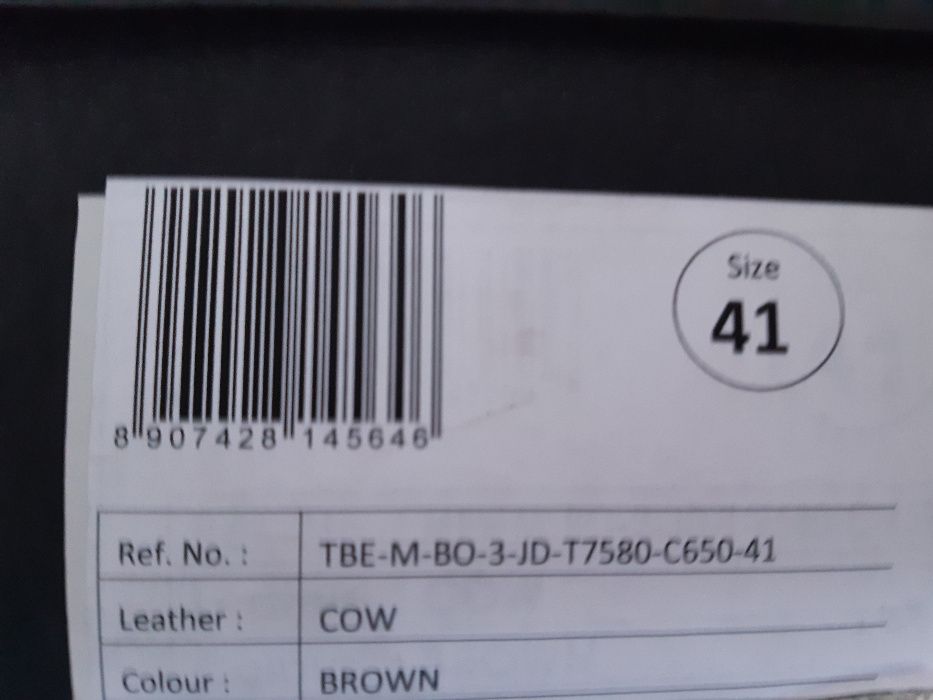 8 907428 145646
Size
41
Ref. No. : TBE-M-BO-3-JD-T7580-C650-41
Leather : COW
Colour : BROWN